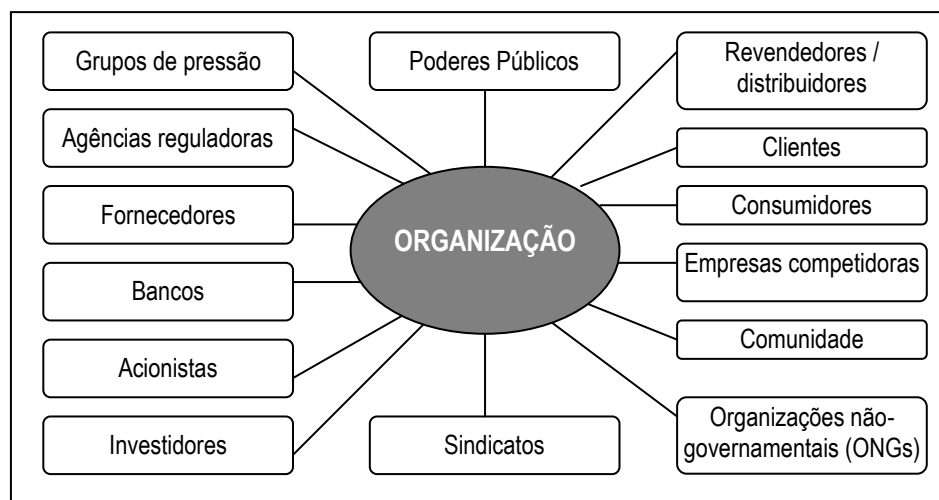 Grupos de pressão
Poderes Públicos
Revendedores /
distribuidores
Agências reguladoras
Clientes
Fornecedores
ORGANIZAÇÃO
Consumidores
Empresas competidoras
Bancos
Comunidade
Acionistas
Organizações não-
governamentais (ONGs)
Investidores
Sindicatos